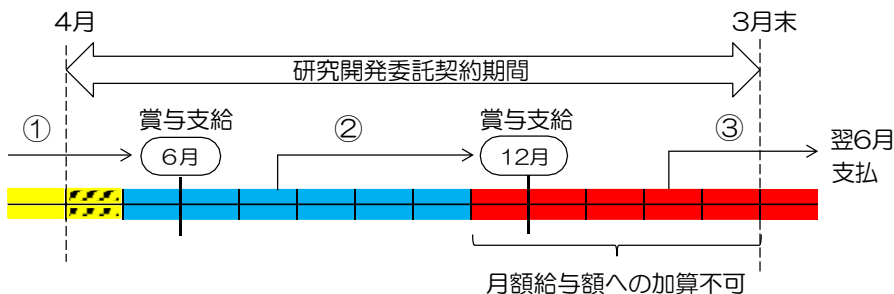 4月
3月末
研究開発委託契約期間
①
賞与支給
6月
②
賞与支給
12月
③
翌6月
支払
月額給与額への加算不可